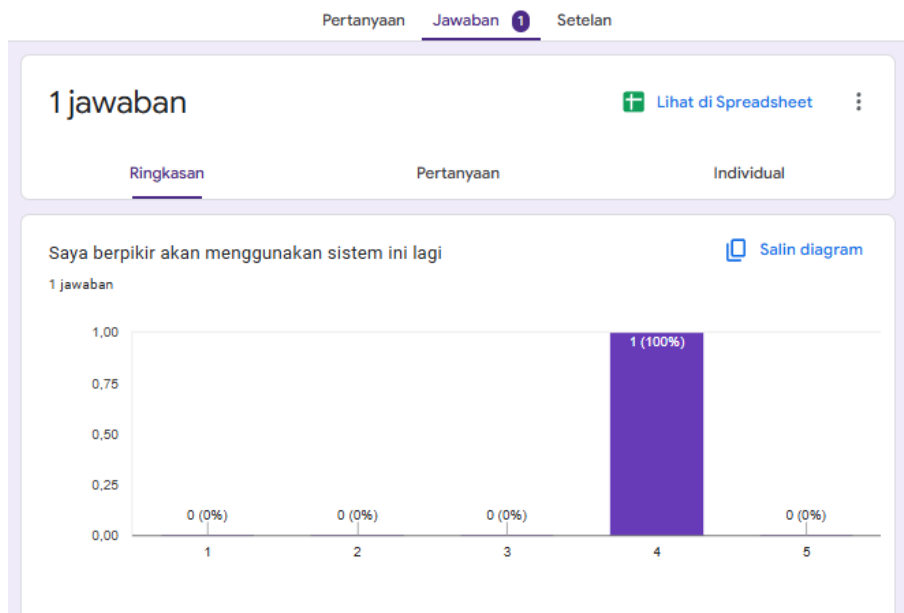 Pertanyaan Jawaban 1 Setelan
1 jawaban
Lihat di Spreadsheet
Ringkasan Pertanyaan Individual
Saya berpikir akan menggunakan sistem ini lagi
Salin diagram
1 jawaban
1,00
0,75
0,50
0,25
0,00
0 (0%) 0 (0%) 0 (0%) 1 (100%) 0 (0%)
1 2 3 4 5